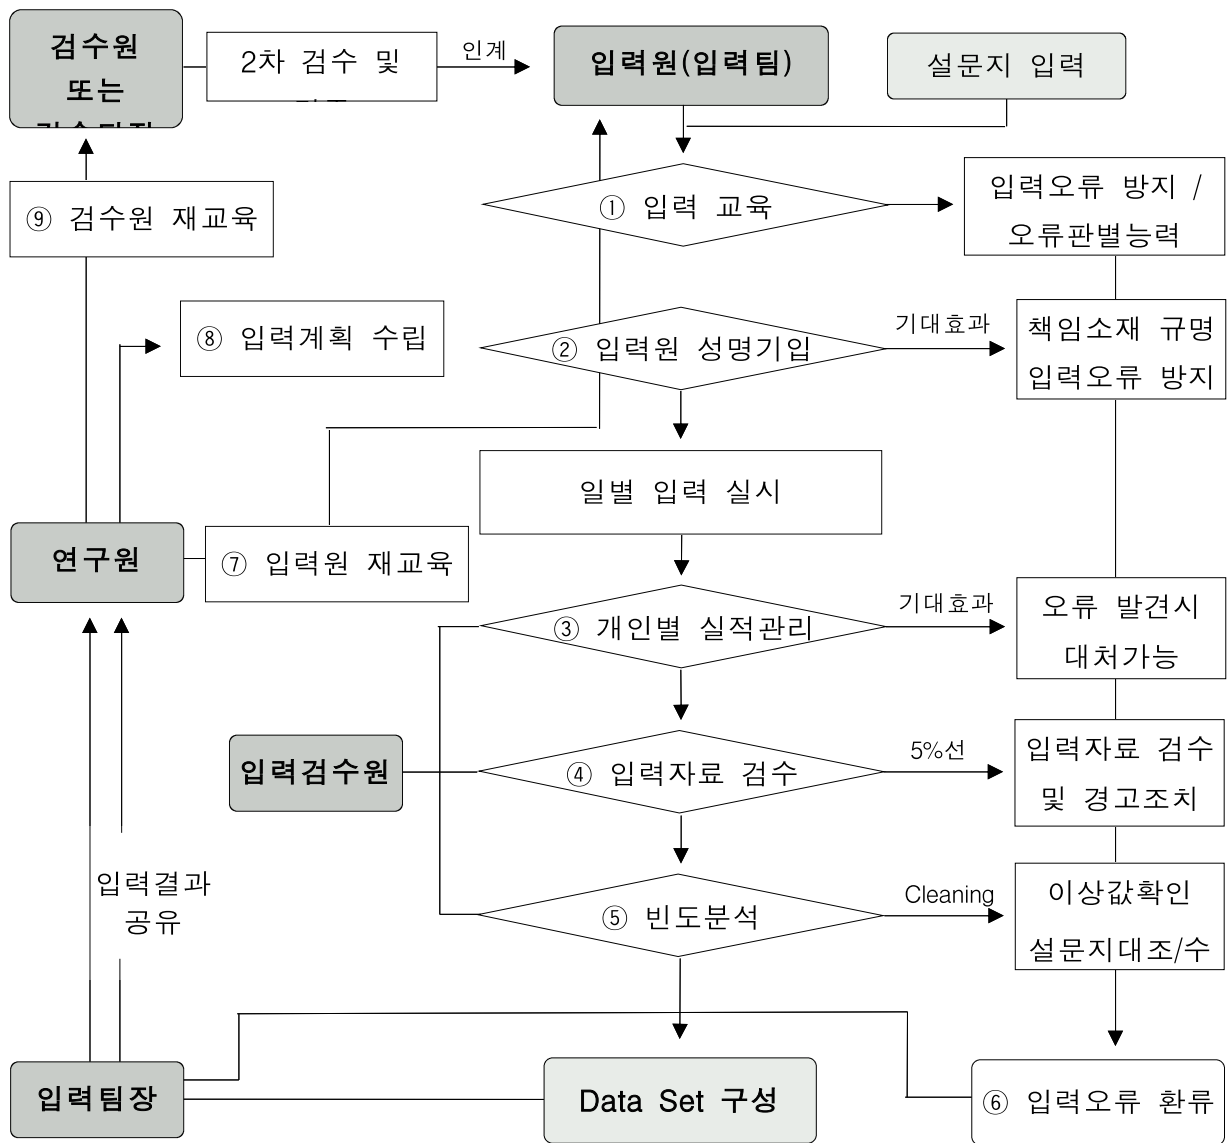 검수원
또는
2차 검수 및
인계
입력원(입력팀)
설문지 입력
① 입력 교육
입력오류 방지 /
오류판별능력
⑨ 검수원 재교육
⑧ 입력계획 수립
② 입력원 성명기입
기대효과
책임소재 규명
입력오류 방지
일별 입력 실시
연구원
⑦ 입력원 재교육
③ 개인별 실적관리
기대효과
오류 발견시
대처가능
입력검수원
④ 입력자료 검수
5%선
입력자료 검수
및 경고조치
입력결과
공유
⑤ 빈도분석
Cleaning
이상값확인
설문지대조/수
입력팀장
Data Set 구성
⑥ 입력오류 환류